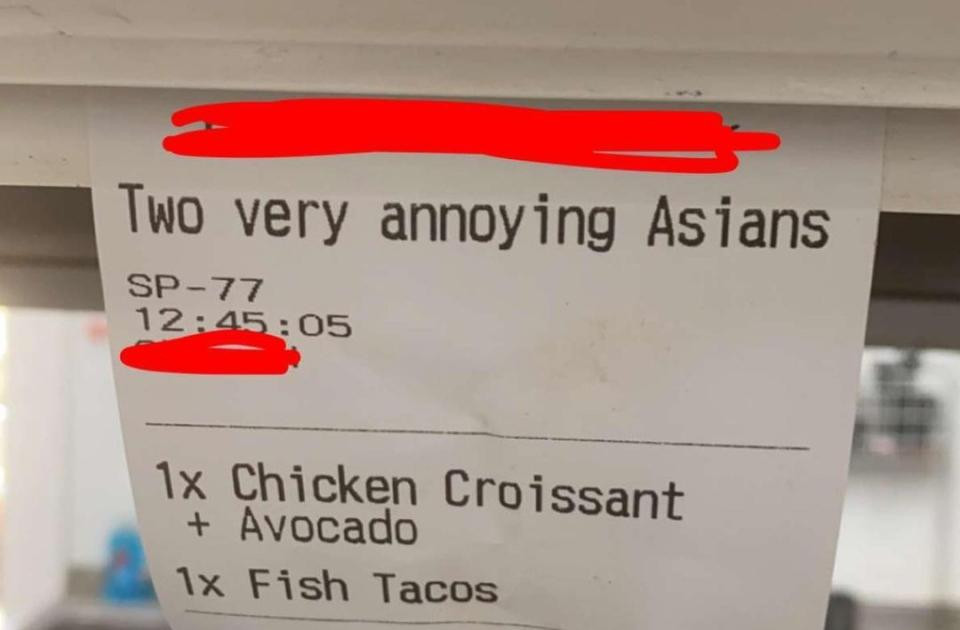 Two very annoying Asians
SP-77
12:45:05
1x Chicken Croissant
+ Avocado
1x Fish Tacos